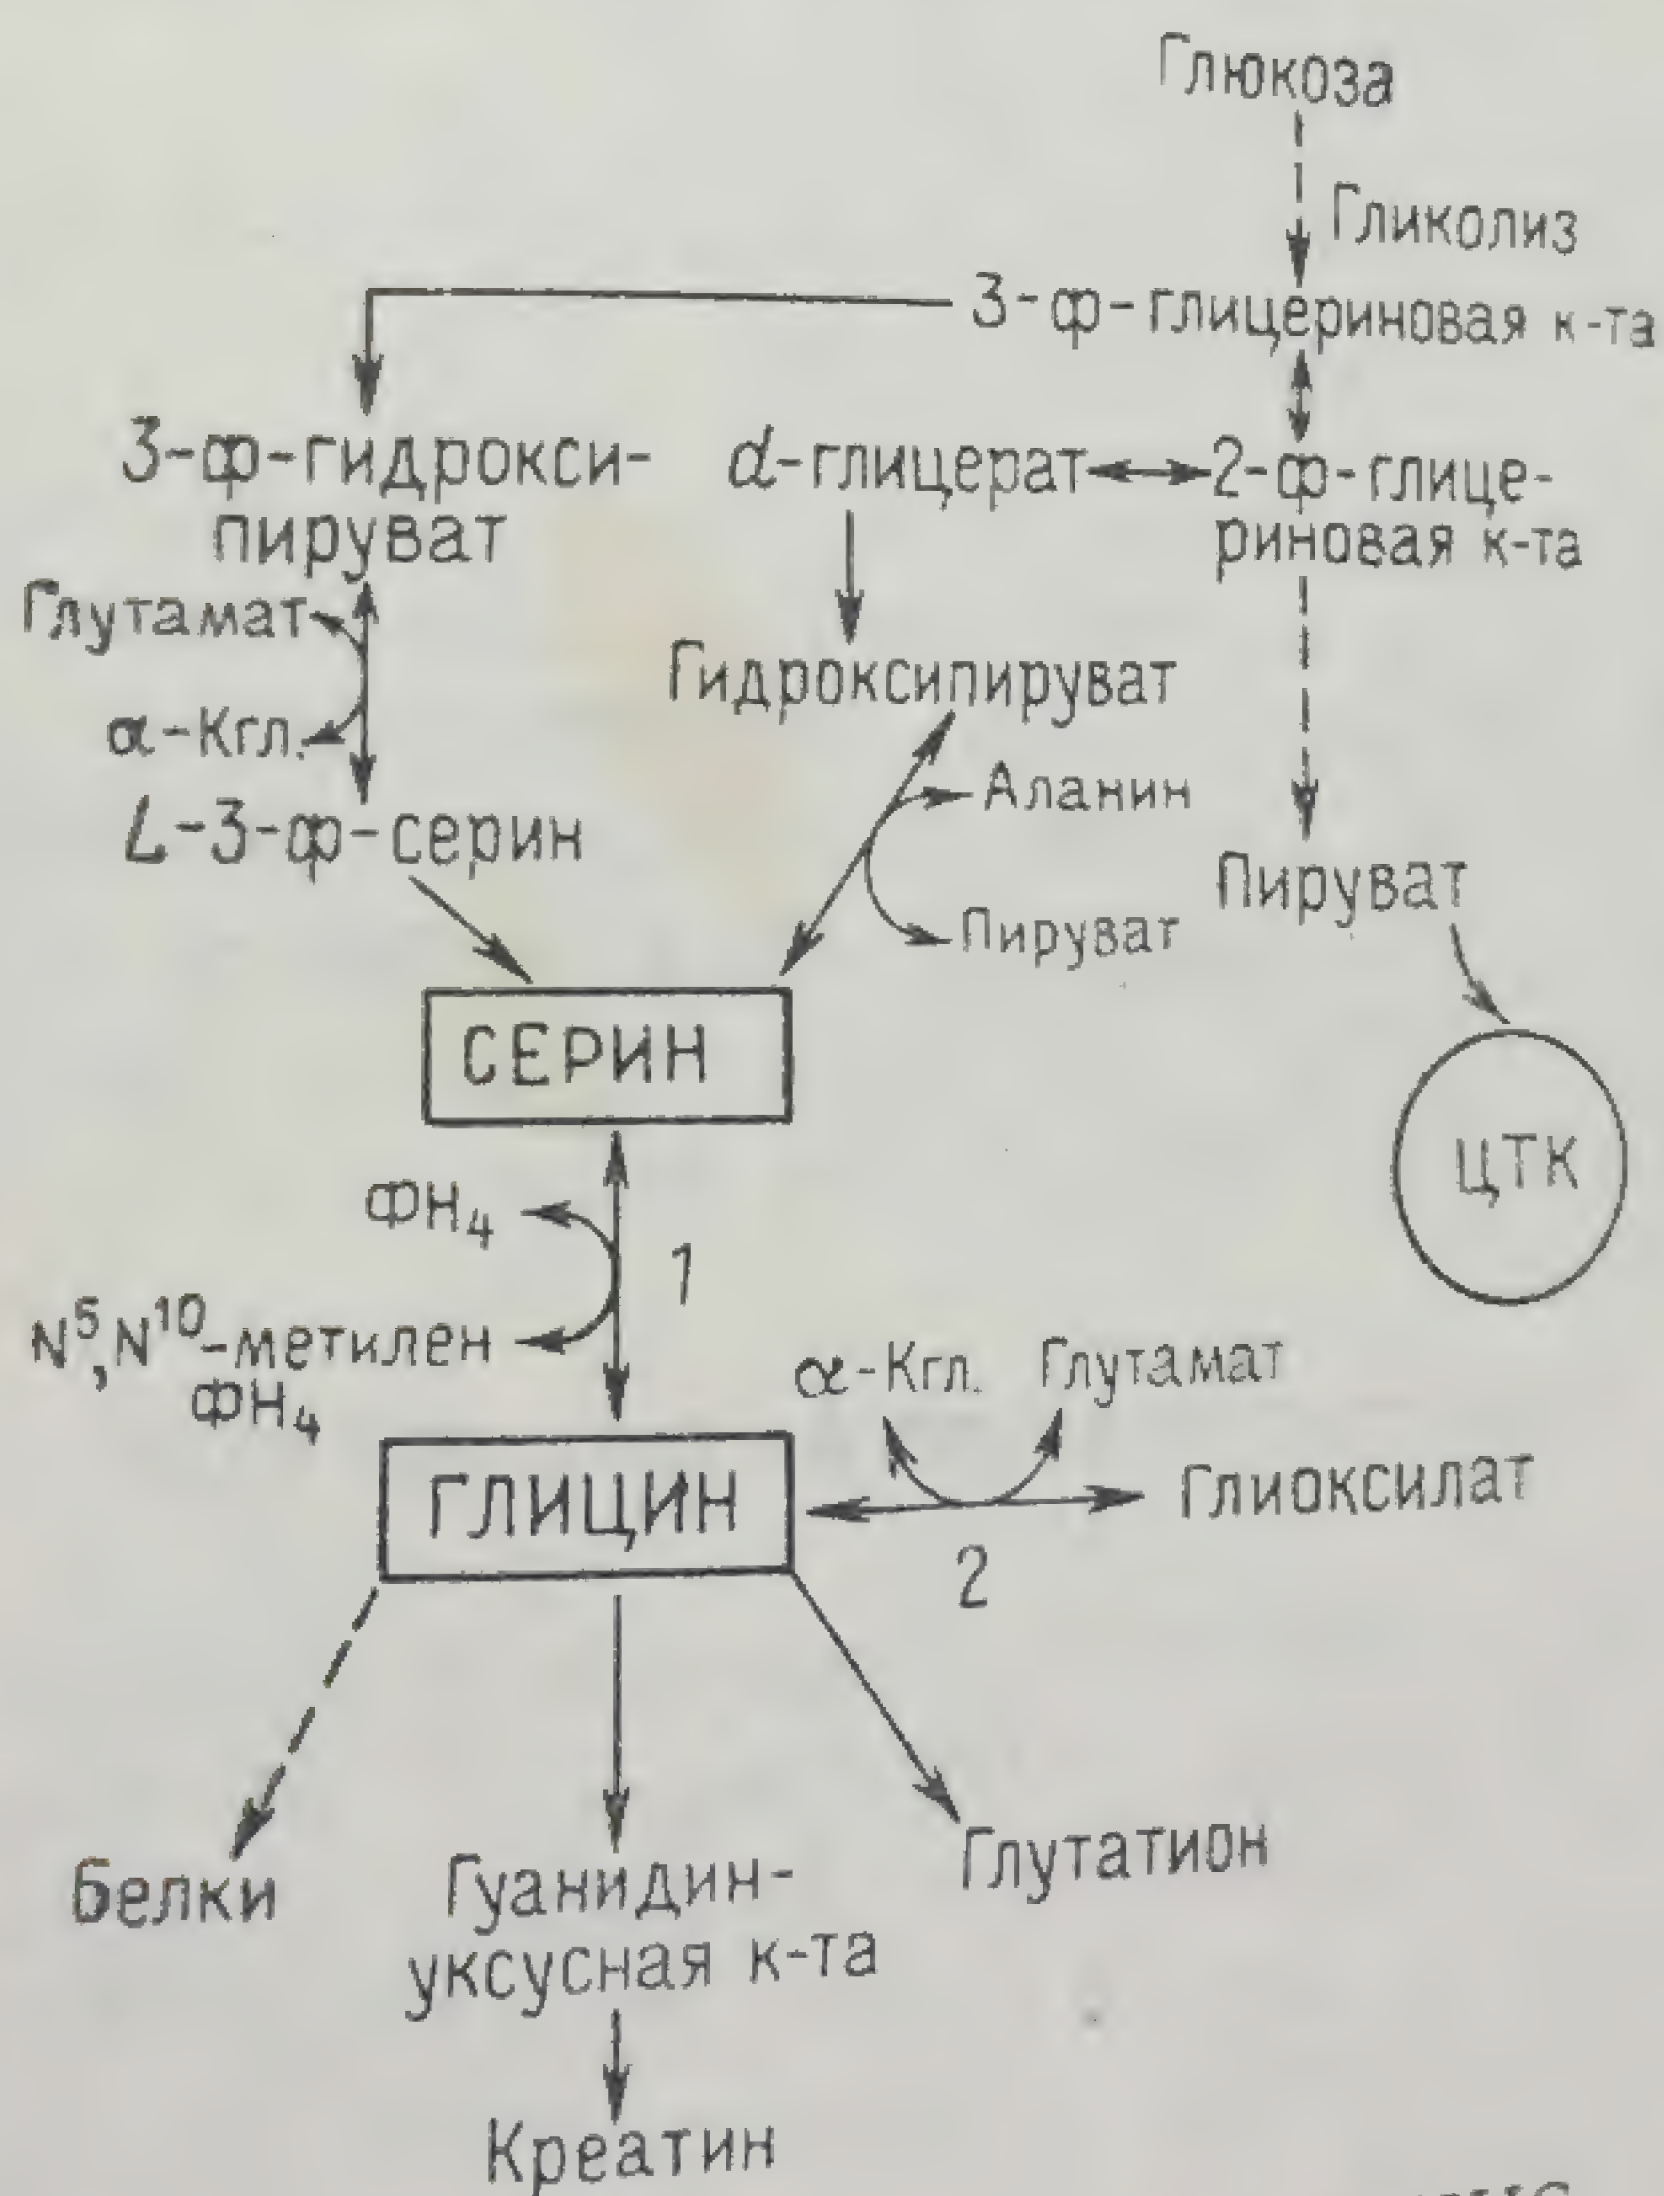 Глюкоза
Гликолиз
3-ф-глицериновая к-та
3-ф-гидрокси-
пируват
d-глицерат
2-ф-глице-
риновая к-та
Глутамат
α-Кгл.
L-3-ф-серин
Гидроксипируват
Аланин
Пируват
Пируват
ЦТК
СЕРИН
ФН₄
1
N⁵,N¹⁰-метилен
ФН₄
α-Кгл.
Глутамат
ГЛИЦИН
Глиоксилат
2
Белки
Гуанидин-
уксусная к-та
Глутатион
Креатин